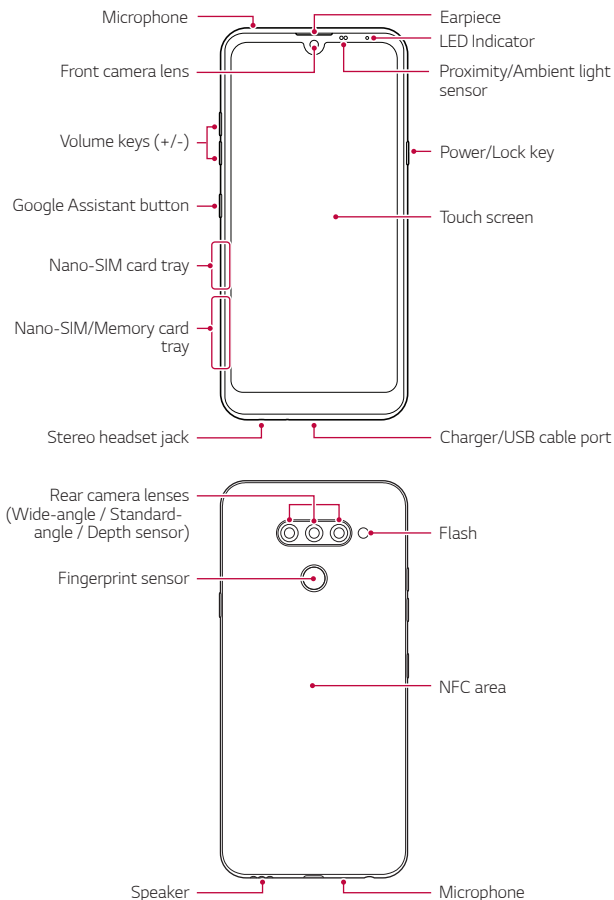 Microphone
Earpiece
LED Indicator
Front camera lens
Proximity/Ambient light
sensor
Volume keys (+/-)
Power/Lock key
Google Assistant button
Touch screen
Nano-SIM card tray
Nano-SIM/Memory card
tray
Stereo headset jack
Charger/USB cable port
Rear camera lenses
(Wide-angle / Standard-
angle / Depth sensor)
Flash
Fingerprint sensor
NFC area
Speaker
Microphone